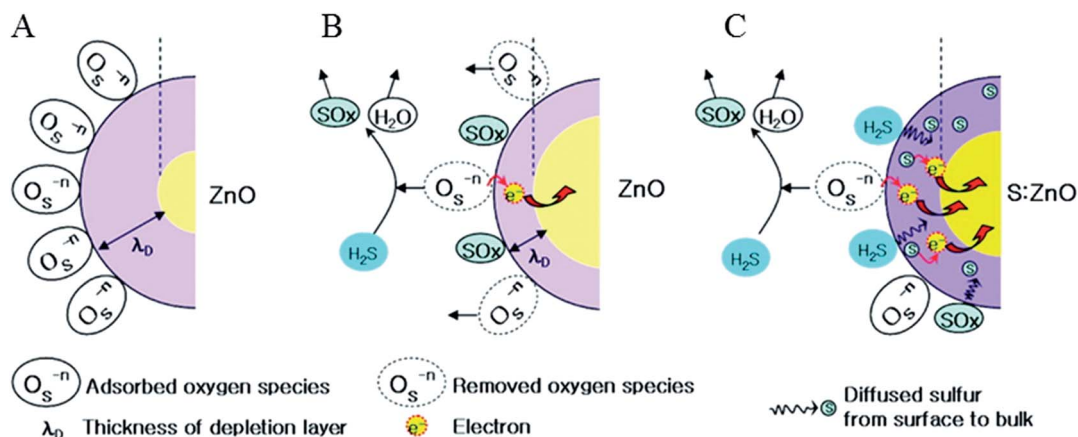 A
B
C
Os⁻ⁿ
Os⁻ⁿ
Os⁻ⁿ
Os⁻ⁿ
Os⁻ⁿ
ZnO
λD
SOx
H₂O
Os⁻ⁿ
SOx
Os⁻ⁿ
e⁻
ZnO
SOx
λD
H₂S
Os⁻ⁿ
SOx
H₂O
H₂S
S
S
S
S
e⁻
Os⁻ⁿ
e⁻
S:ZnO
H₂S
H₂S
S
e⁻
S
Os⁻ⁿ
SOx
Os⁻ⁿ Adsorbed oxygen species
Os⁻ⁿ Removed oxygen species
λD Thickness of depletion layer
e⁻ Electron
S Diffused sulfur
from surface to bulk